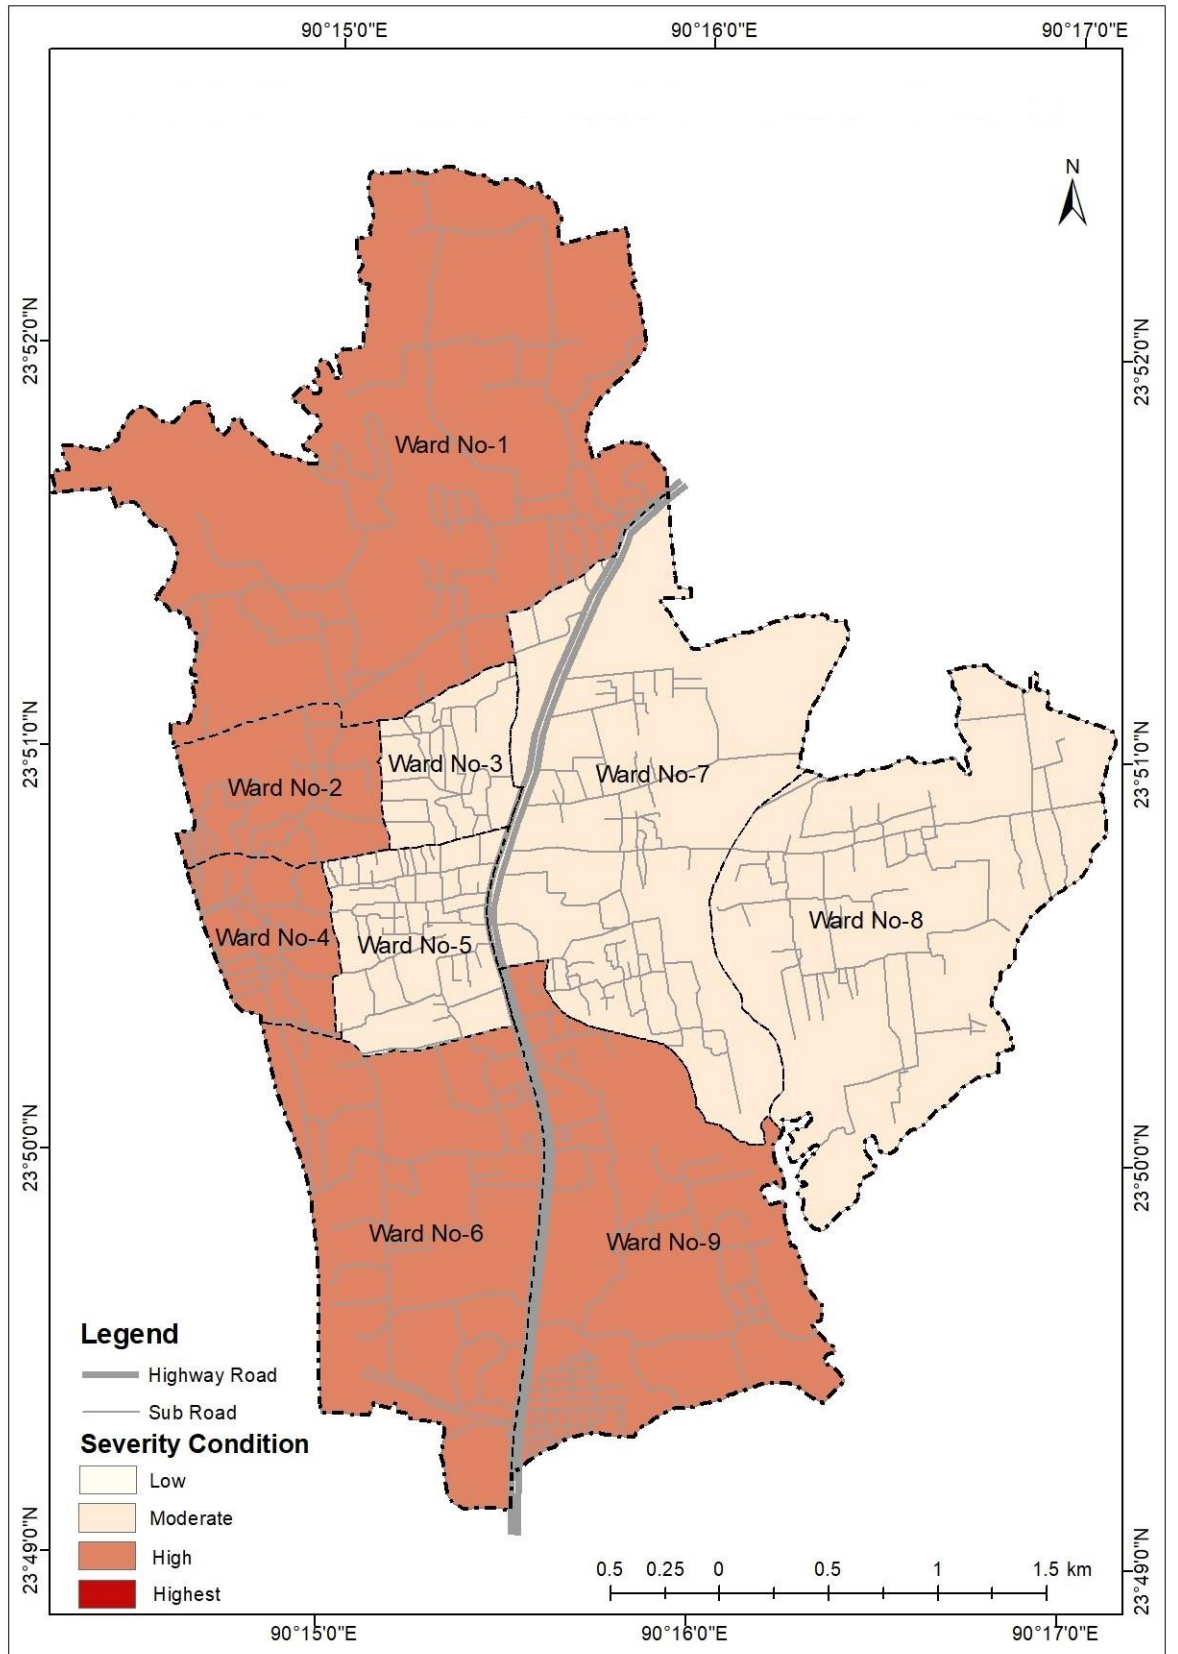 90°15'0"E 90°16'0"E 90°17'0"E
N
23°52'0"N
23°52'0"N
Ward No-1
23°51'0"N
23°51'0"N
Ward No-3
Ward No-7
Ward No-2
Ward No-8
Ward No-4
Ward No-5
23°50'0"N
23°50'0"N
Ward No-6
Ward No-9
Legend
Highway Road
Sub Road
Severity Condition
Low
Moderate
High
Highest
23°49'0"N
23°49'0"N
0.5 0.25 0 0.5 1 1.5 km
90°15'0"E 90°16'0"E 90°17'0"E